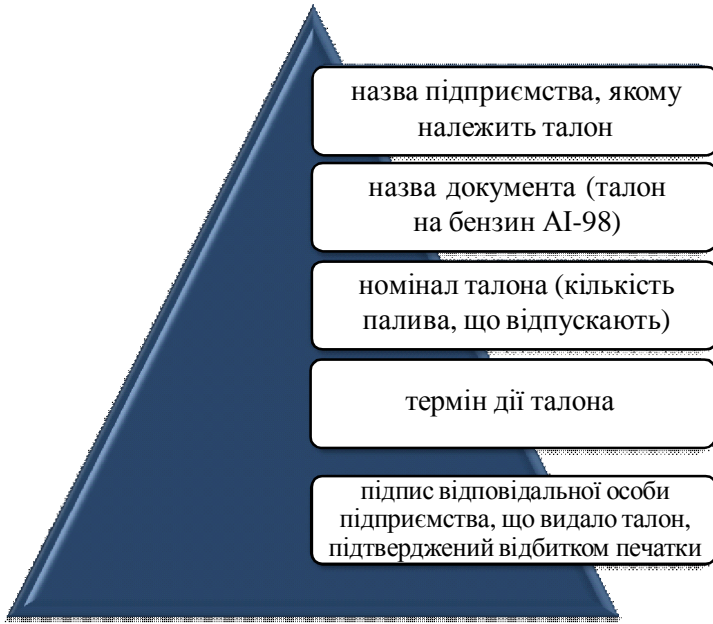 назва підприємства, якому
належить талон
назва документа (талон
на бензин АІ-98)
номінал талона (кількість
палива, що відпускають)
термін дії талона
підпис відповідальної особи
підприємства, що видало талон,
підтверджений відбитком печатки